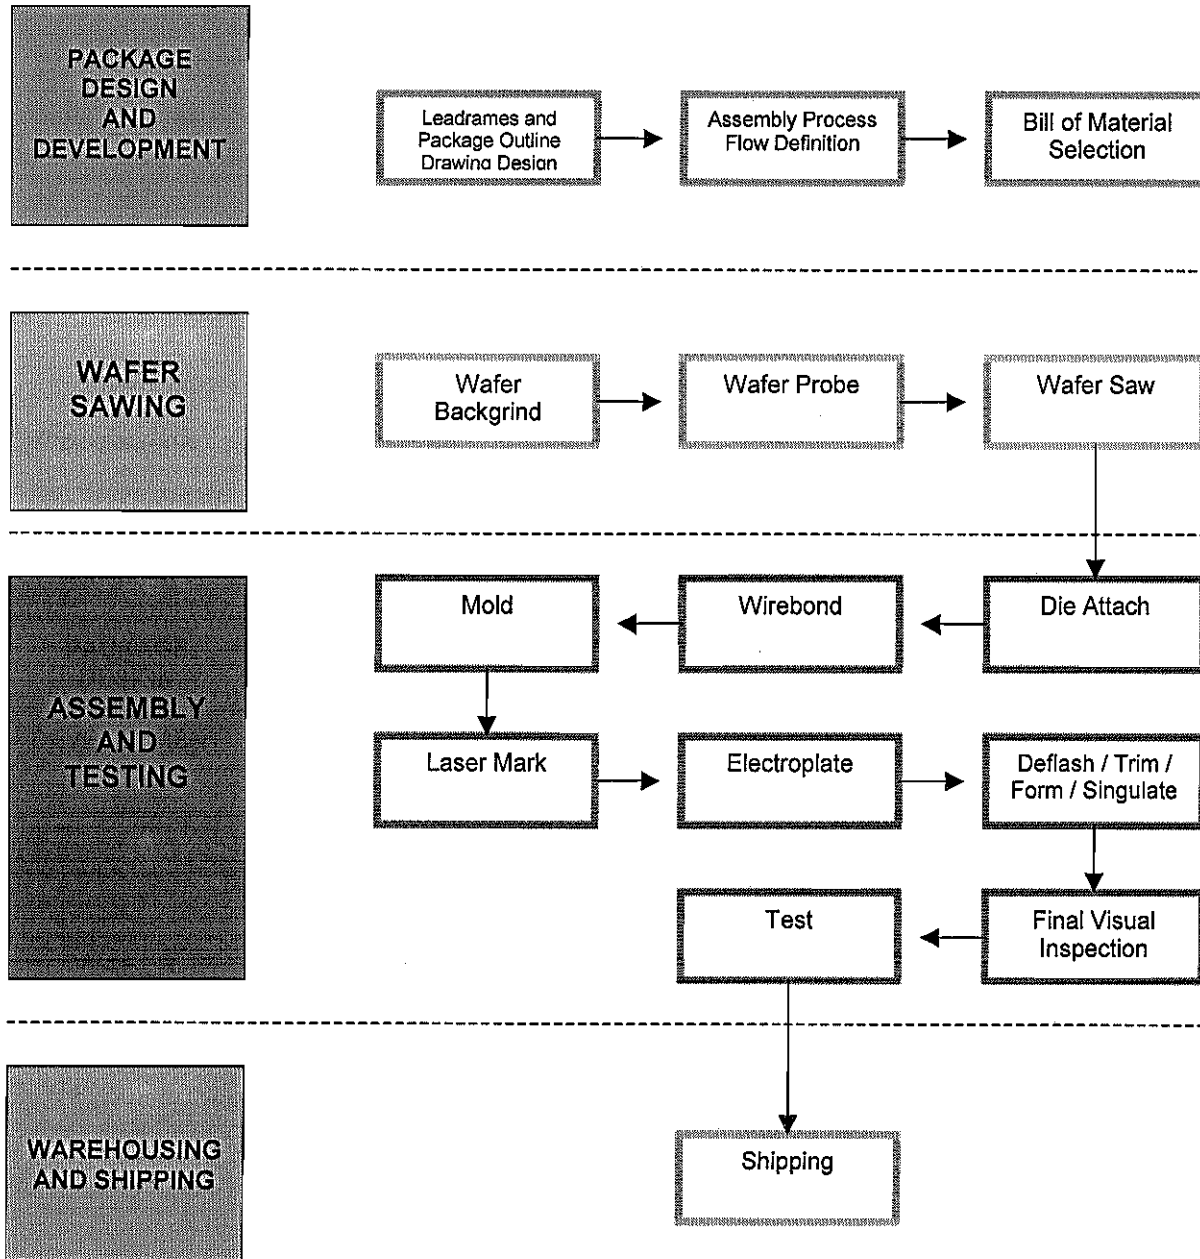 PACKAGE
DESIGN
AND
DEVELOPMENT
Leadrames and
Package Outline
Drawing Design
Assembly Process
Flow Definition
Bill of Material
Selection
WAFER
SAWING
Wafer
Backgrind
Wafer Probe
Wafer Saw
Mold
Wirebond
Die Attach
ASSEMBLY
AND
TESTING
Laser Mark
Electroplate
Deflash / Trim /
Form / Singulate
Test
Final Visual
Inspection
WAREHOUSING
AND SHIPPING
Shipping